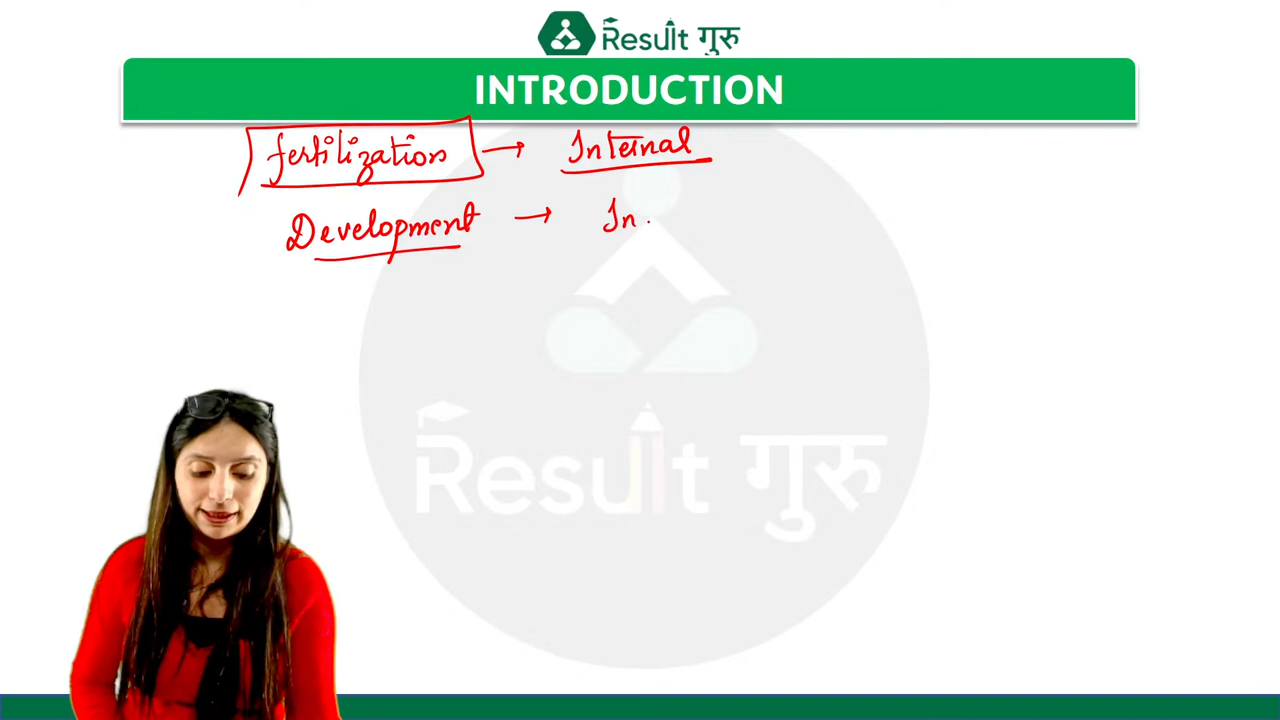 Result गुरु
INTRODUCTION
fertilization → Internal
Development → In.
Result गुरु